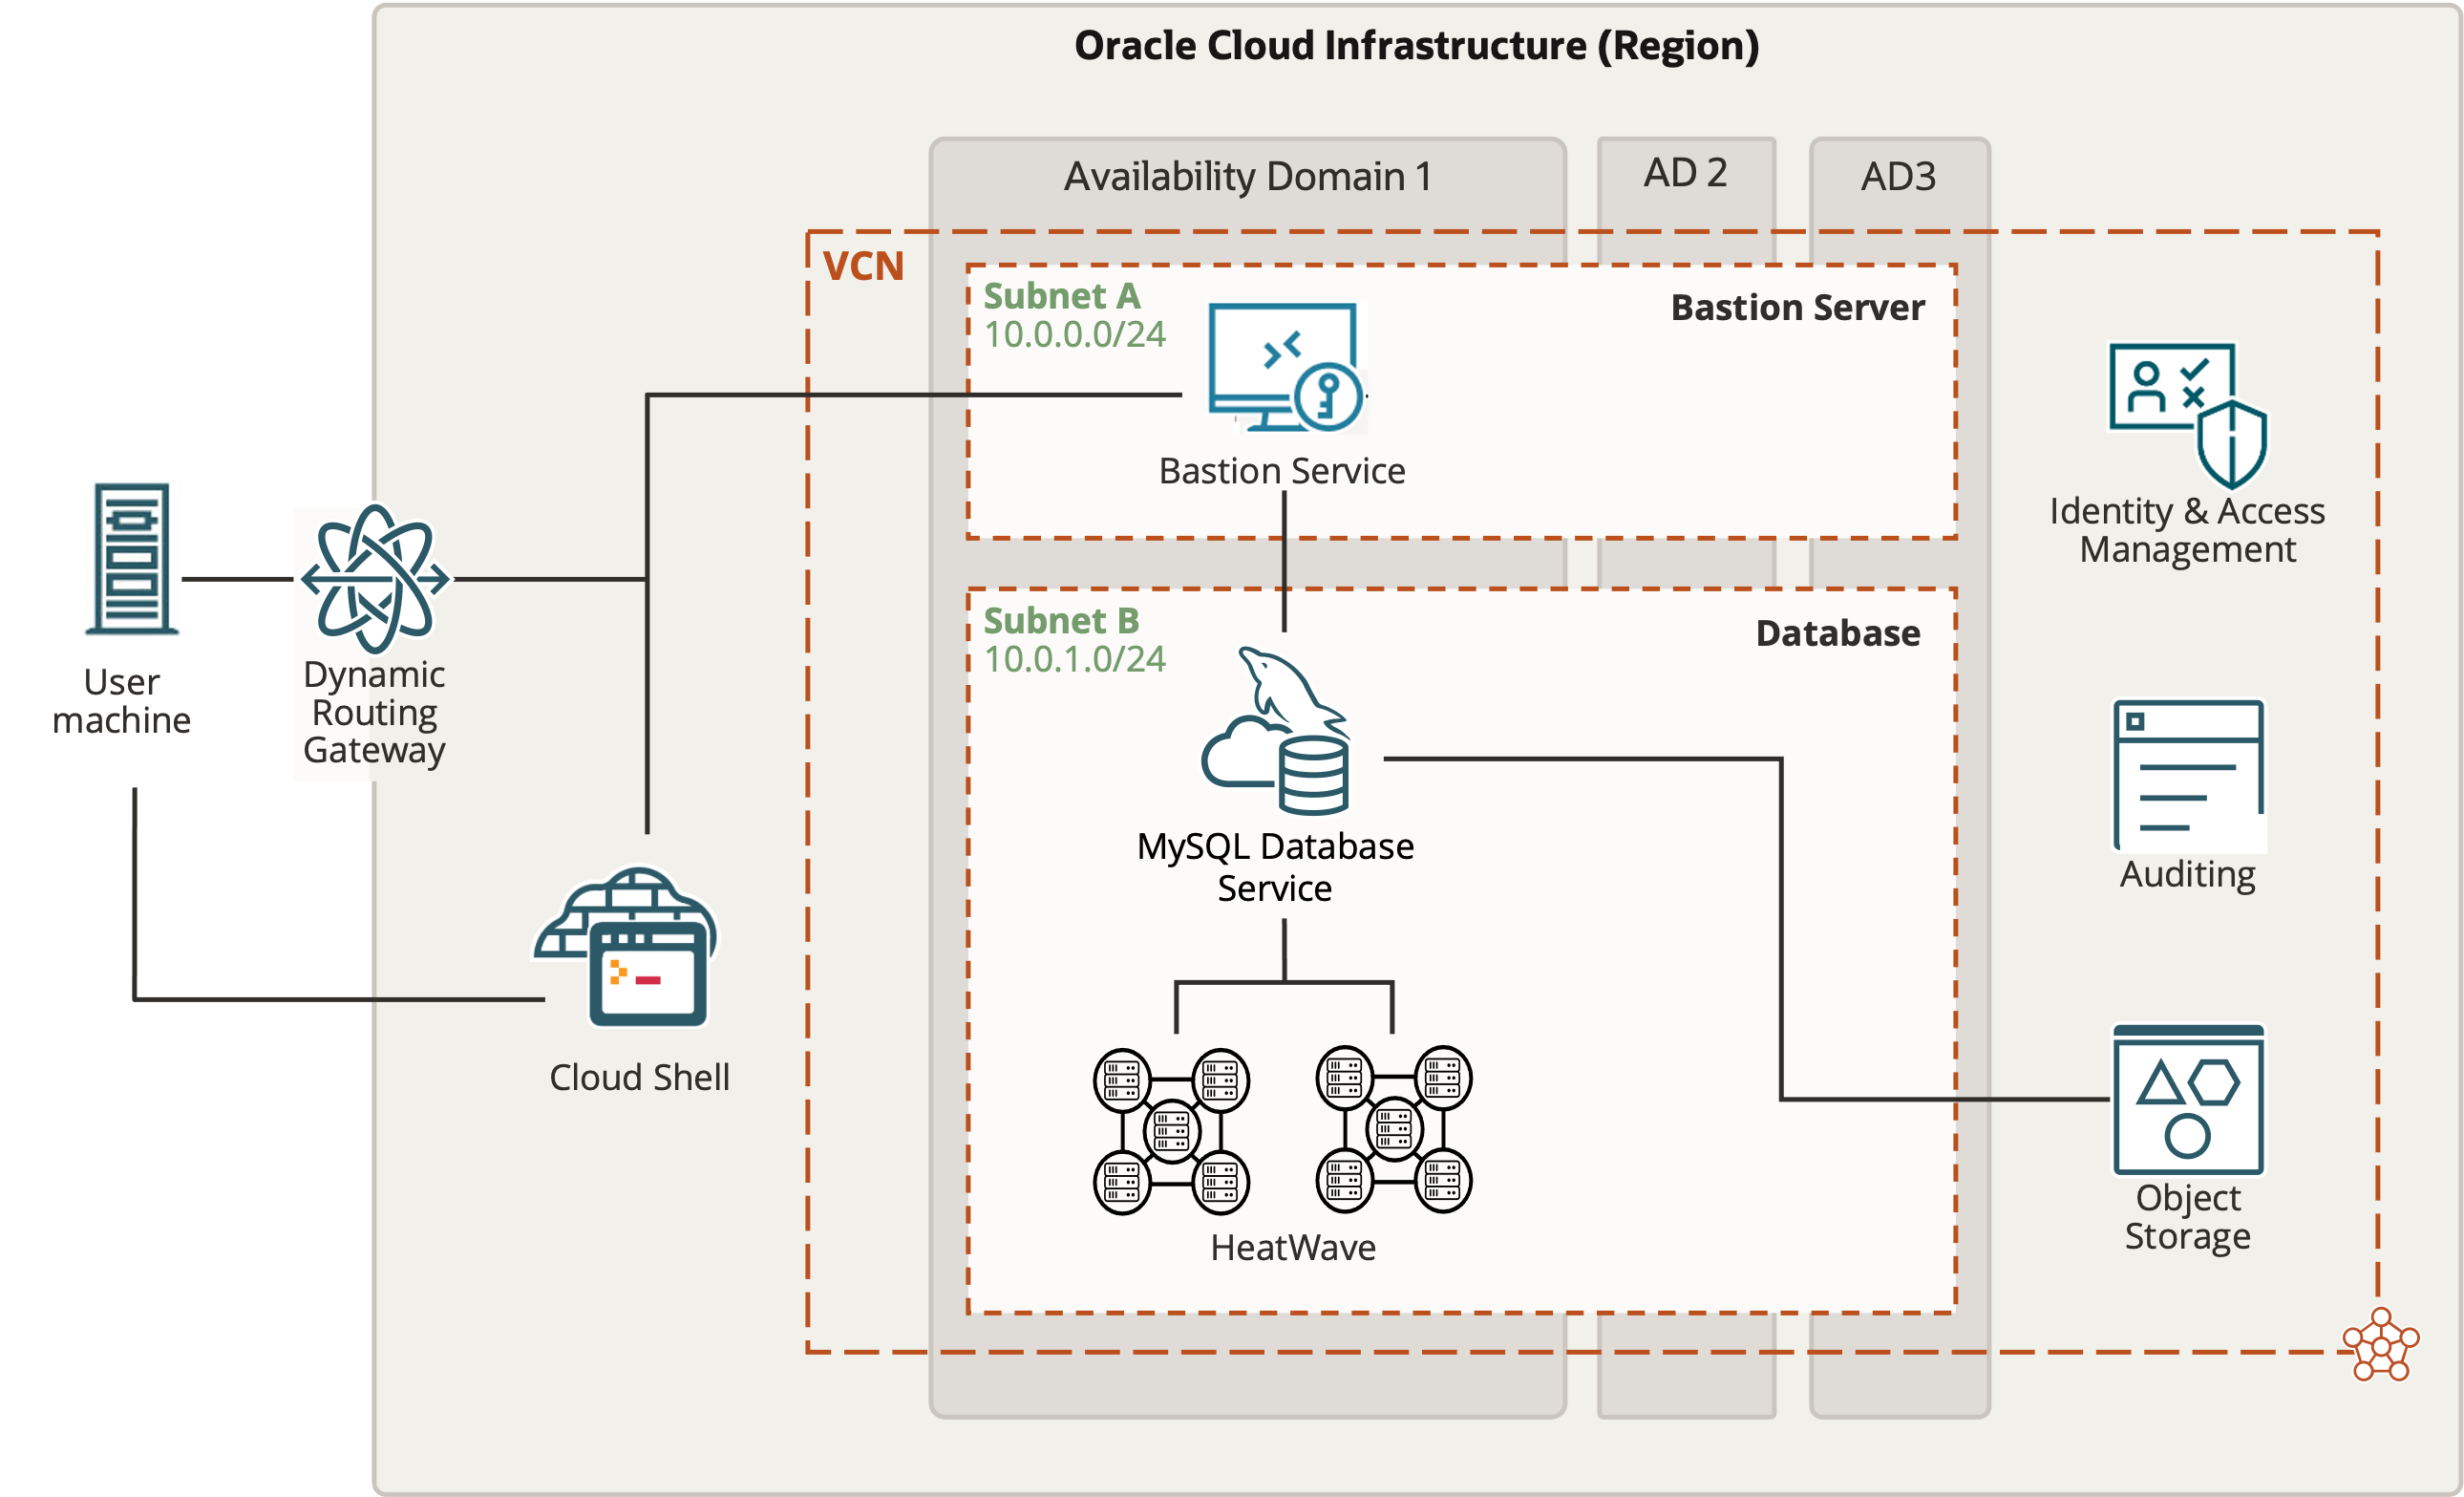 Oracle Cloud Infrastructure (Region)
Availability Domain 1
AD 2
AD3
VCN
Subnet A
10.0.0.0/24
Bastion Server
Bastion Service
Identity & Access
Management
User
machine
Dynamic
Routing
Gateway
Subnet B
10.0.1.0/24
Database
MySQL Database
Service
Auditing
Cloud Shell
HeatWave
Object
Storage